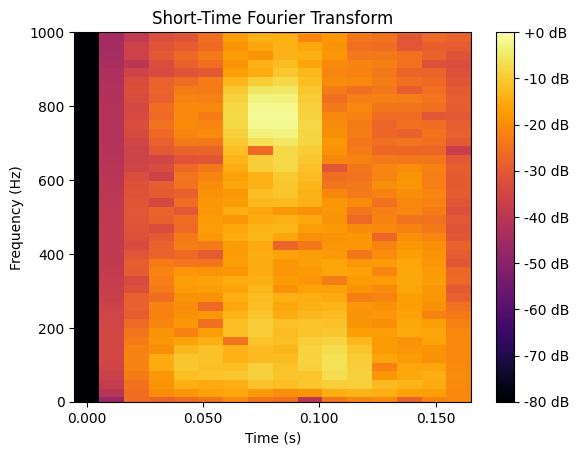 Short-Time Fourier Transform
Frequency (Hz)
1000
800
600
400
200
0
0.000
0.050
0.100
0.150
Time (s)
+0 dB
-10 dB
-20 dB
-30 dB
-40 dB
-50 dB
-60 dB
-70 dB
-80 dB